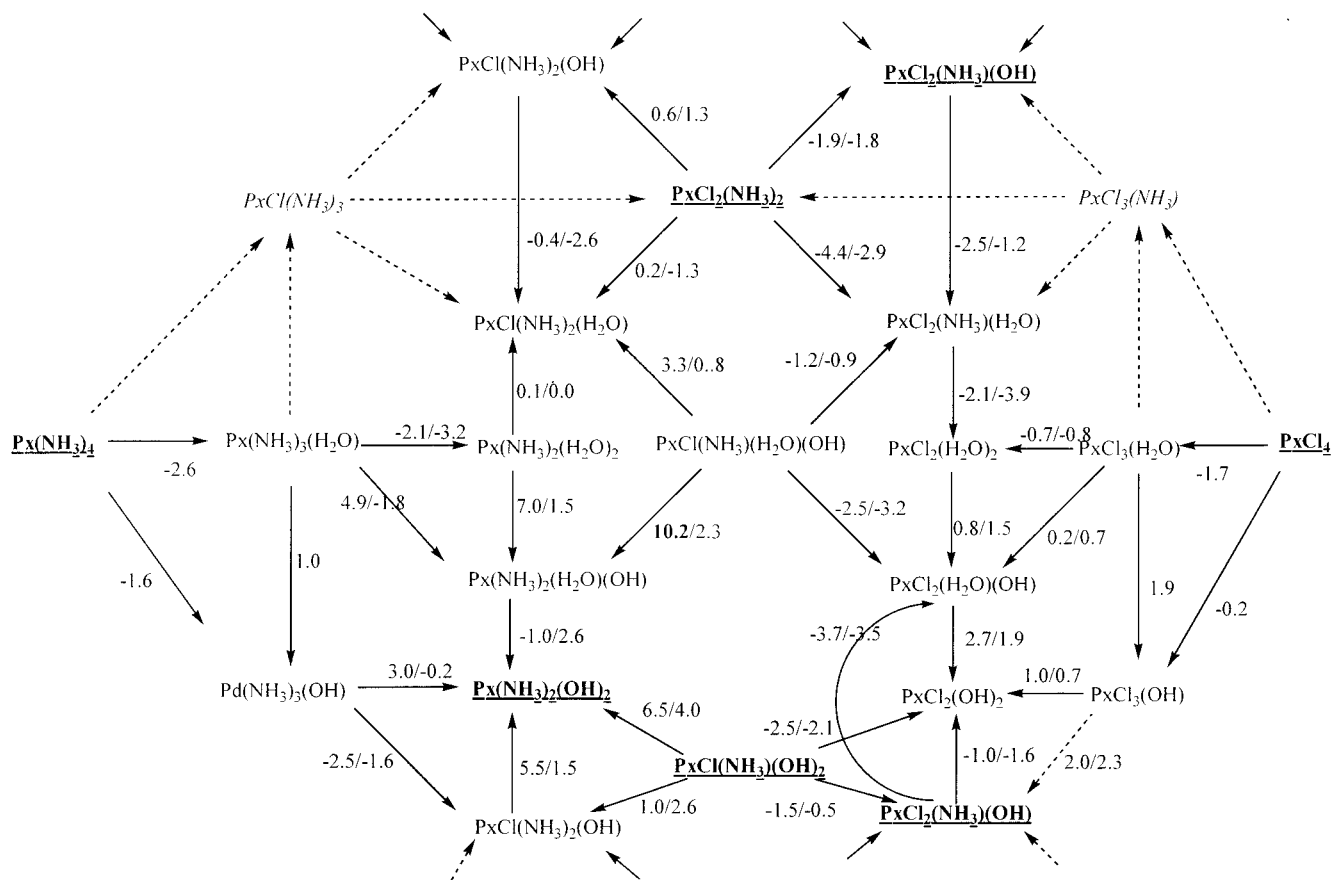 PxCl(NH3)2(OH)
PxCl2(NH3)(OH)
0.6/1.3
-1.9/-1.8
PxCl(NH3)3
PxCl2(NH3)2
PxCl3(NH3)
-0.4/-2.6
0.2/-1.3
-4.4/-2.9
-2.5/-1.2
PxCl(NH3)2(H2O)
PxCl2(NH3)(H2O)
3.3/0..8
-1.2/-0.9
0.1/0.0
-2.1/-3.9
Px(NH3)4
-2.6
Px(NH3)3(H2O)
-2.1/-3.2
Px(NH3)2(H2O)2
PxCl(NH3)(H2O)(OH)
PxCl2(H2O)2
-0.7/-0.8
PxCl3(H2O)
-1.7
PxCl4
4.9/-1.8
7.0/1.5
10.2/2.3
-2.5/-3.2
0.8/1.5
0.2/0.7
-1.6
1.0
Px(NH3)2(H2O)(OH)
PxCl2(H2O)(OH)
1.9
-0.2
-1.0/2.6
-3.7/-3.5
2.7/1.9
Pd(NH3)3(OH)
3.0/-0.2
Px(NH3)2(OH)2
PxCl2(OH)2
1.0/0.7
PxCl3(OH)
6.5/4.0
-2.5/-2.1
-2.5/-1.6
5.5/1.5
PxCl(NH3)(OH)2
-1.0/-1.6
2.0/2.3
1.0/2.6
-1.5/-0.5
PxCl2(NH3)(OH)
PxCl(NH3)2(OH)